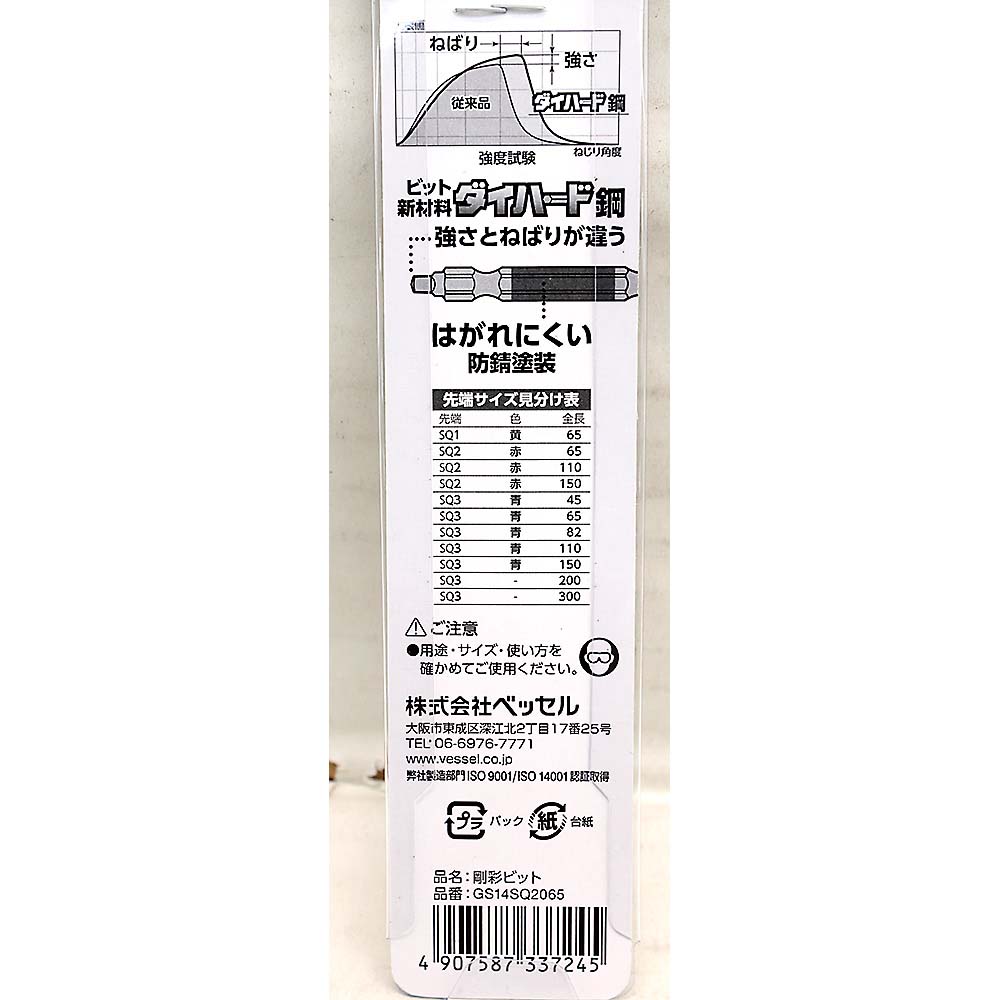 ねばり
強さ
従来品
ダイハード鋼
強度試験
ねじり角度
ビット
新材料
ダイハード鋼
強さとねばりが違う
はがれにくい
防錆塗装
先端サイズ見分け表
先端 色 全長
SQ1 黄 65
SQ2 赤 65
SQ2 赤 110
SQ2 赤 150
SQ3 青 45
SQ3 青 65
SQ3 青 82
SQ3 青 110
SQ3 青 150
SQ3 - 200
SQ3 - 300
ご注意
●用途・サイズ・使い方を
確かめてご使用ください。
株式会社ベッセル
大阪市東成区深江北2丁目17番25号
TEL 06-6976-7771
www.vessel.co.jp
弊社製造部門ISO 9001/ISO 14001認証取得
プラ パック 紙 台紙
品名：剛彩ビット
品番：GS14SQ2065
4 907587 337245